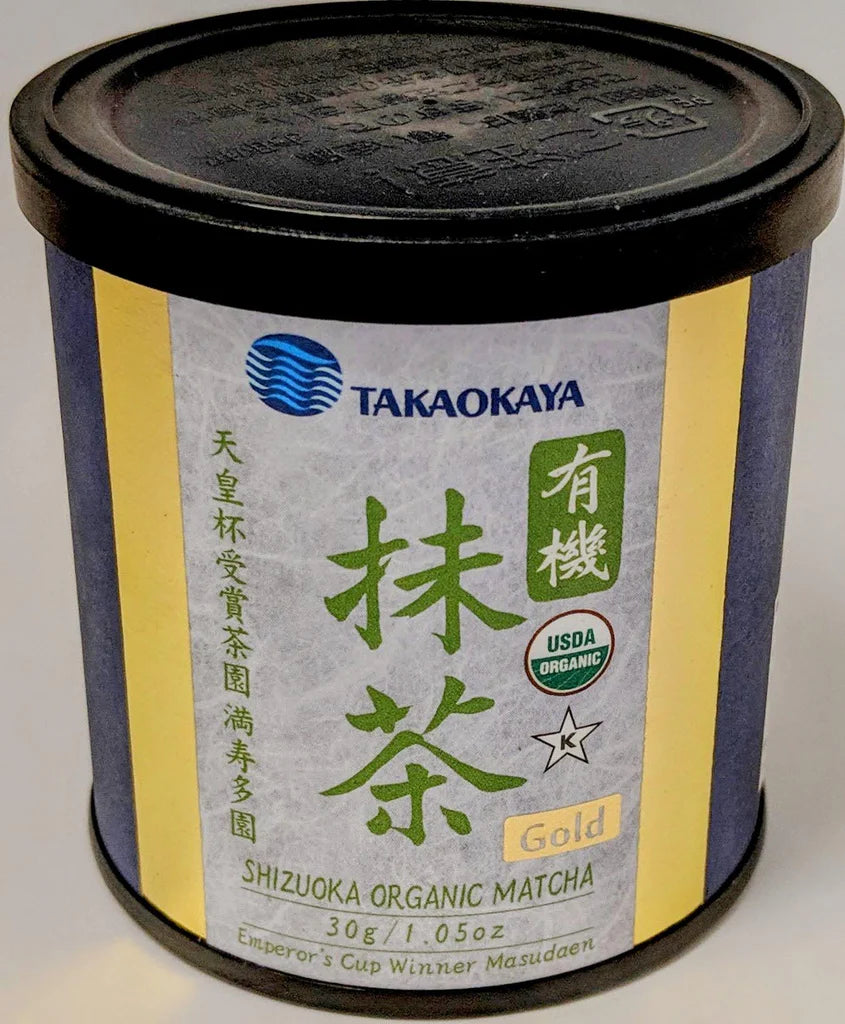 TAKAOKAYA
有機
抹茶
天皇杯受賞茶園満寿多園
USDA
ORGANIC
K
Gold
SHIZUOKA ORGANIC MATCHA
30g/1.05oz
Emperor's Cup Winner Masudaen